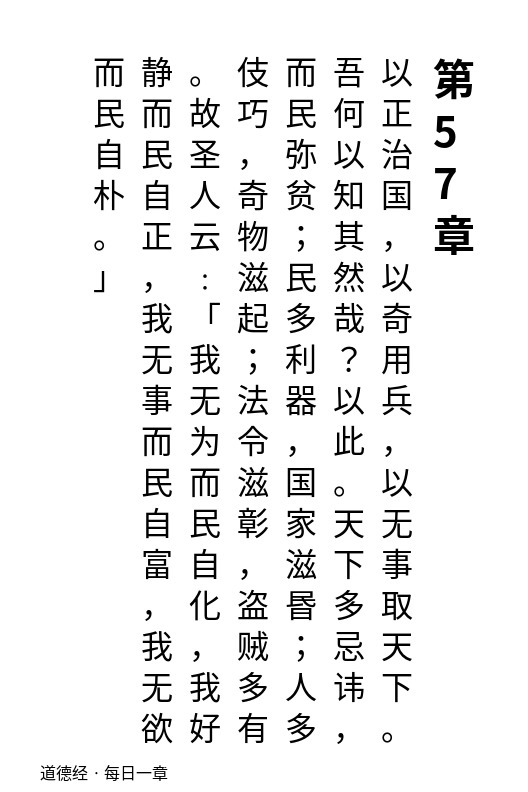 第57章
以正治国，以奇用兵，以无事取天下。
吾何以知其然哉？以此。天下多忌讳，
而民弥贫；民多利器，国家滋昬；人多
伎巧，奇物滋起；法令滋彰，盗贼多有
。故圣人云：「我无为而民自化，我好
静而民自正，我无事而民自富，我无欲
而民自朴。」
道德经 · 每日一章